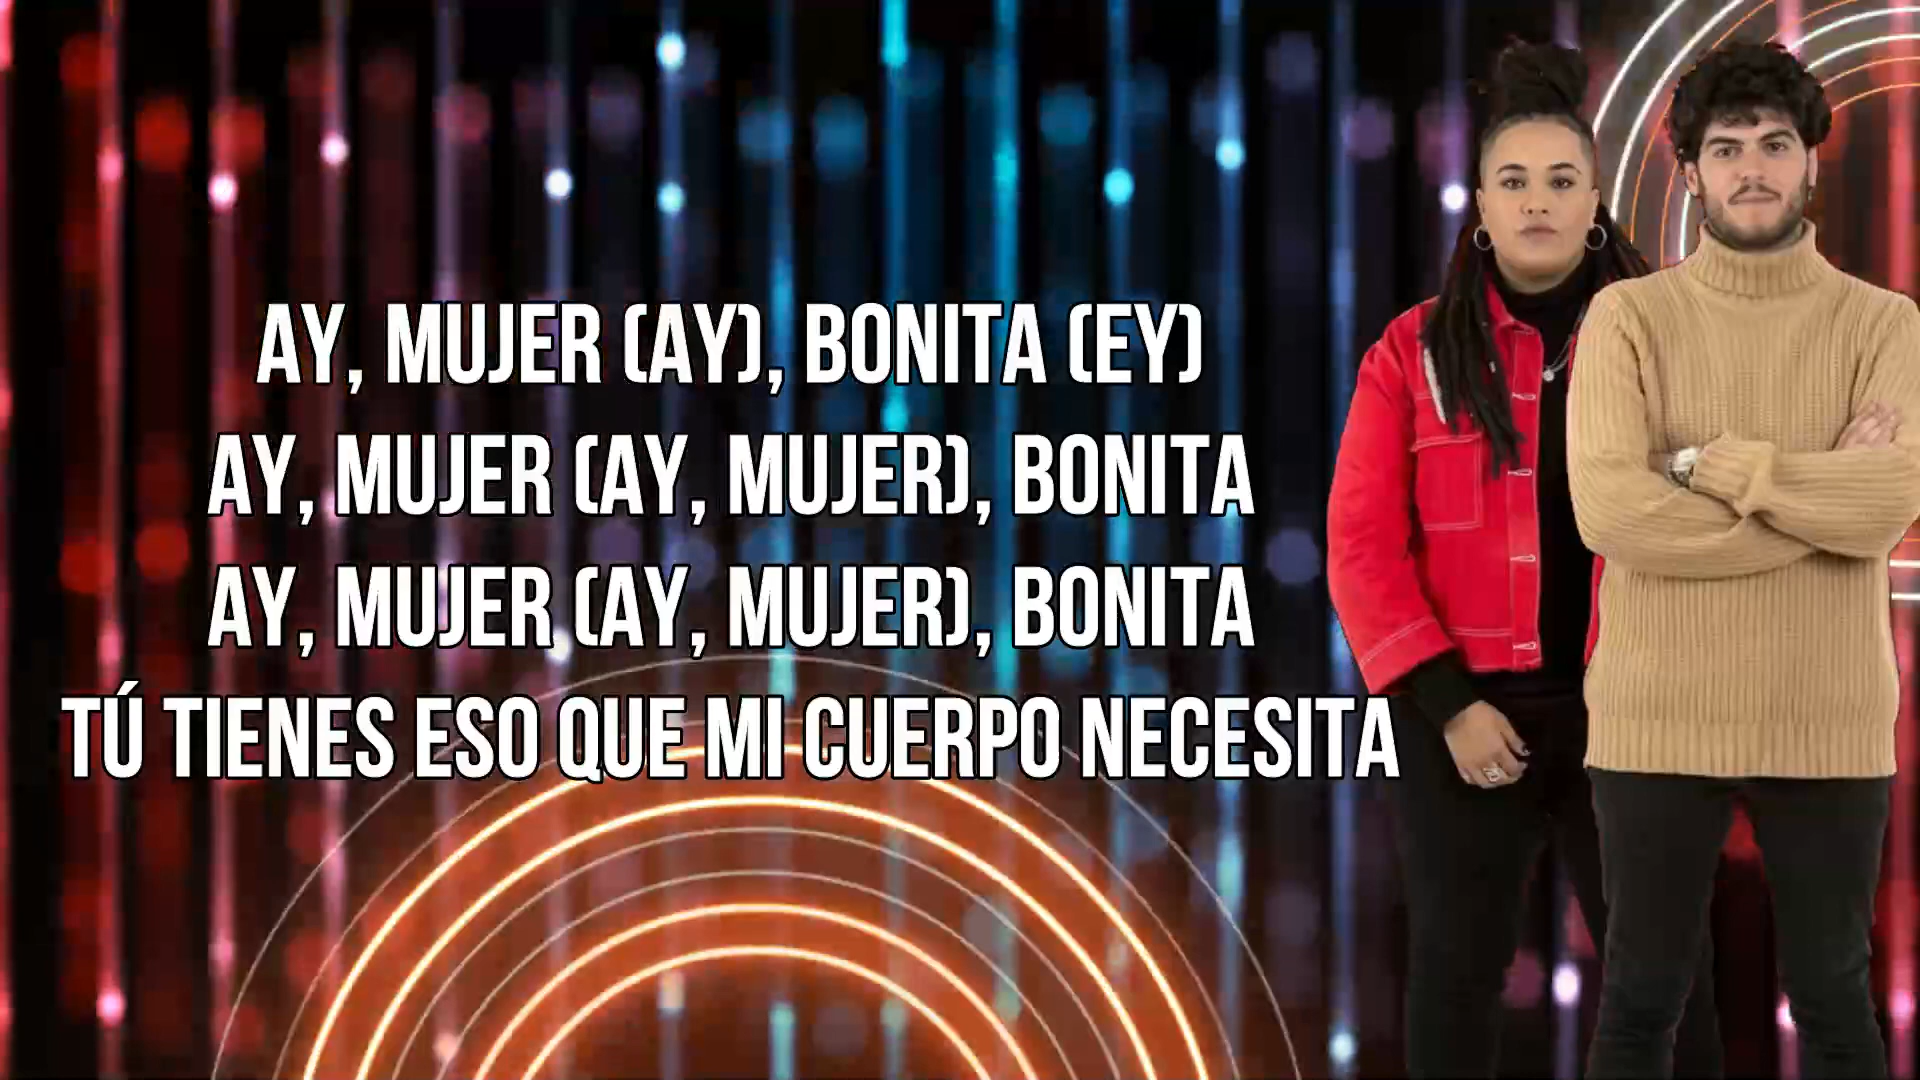 AY, MUJER (AY), BONITA (EY)
AY, MUJER (AY, MUJER), BONITA
AY, MUJER (AY, MUJER), BONITA
TÚ TIENES ESO QUE MI CUERPO NECESITA